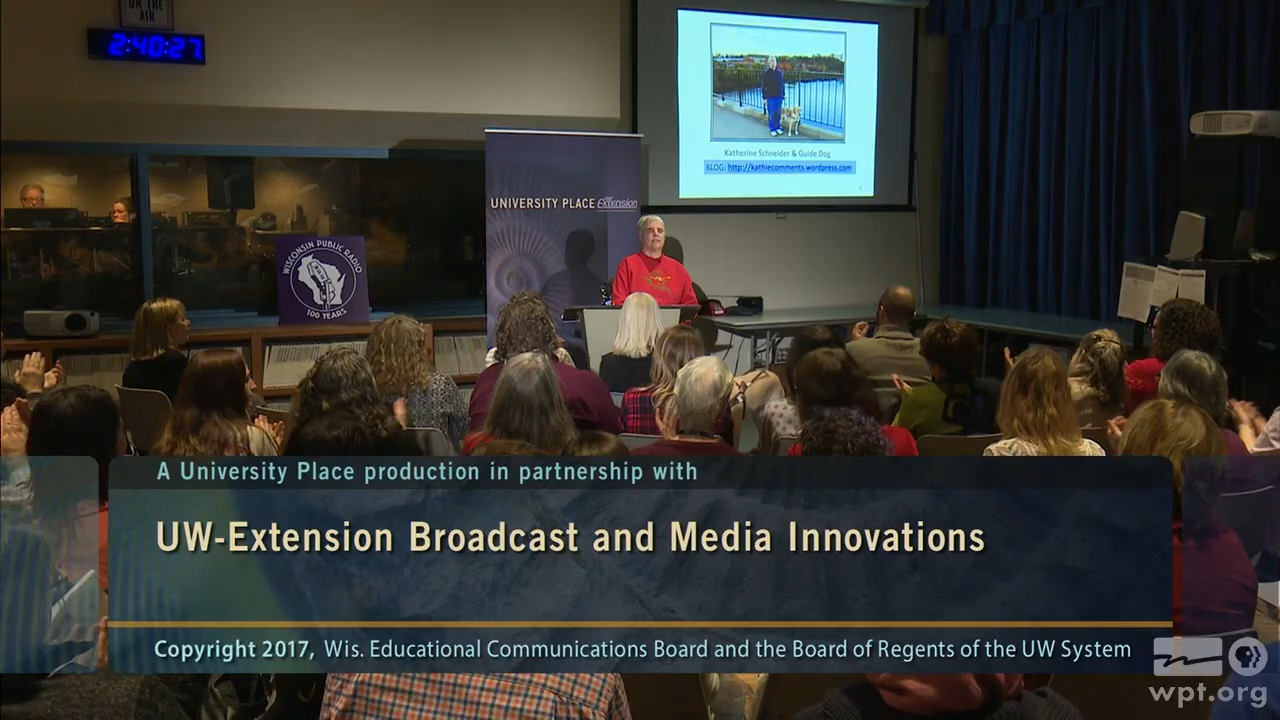 ON THE
AIR
2:40:27
Katherine Schneider & Guide Dog
BLOG: http://kathiecomments.wordpress.com
UNIVERSITY PLACE UW Extension
WISCONSIN PUBLIC RADIO
100 YEARS
A University Place production in partnership with
UW-Extension Broadcast and Media Innovations
Copyright 2017, Wis. Educational Communications Board and the Board of Regents of the UW System
PBS
wpt.org